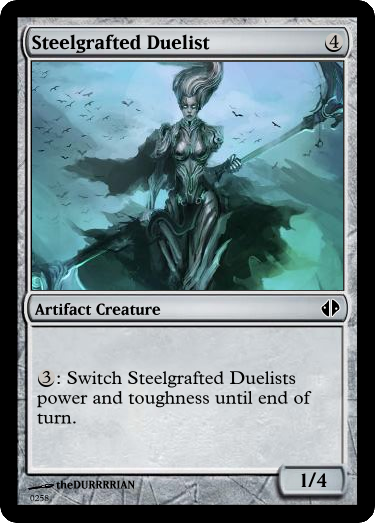 Steelgrafted Duelist 4
Artifact Creature
3: Switch Steelgrafted Duelists
power and toughness until end of
turn.
1/4
theDURRRRIAN
0258